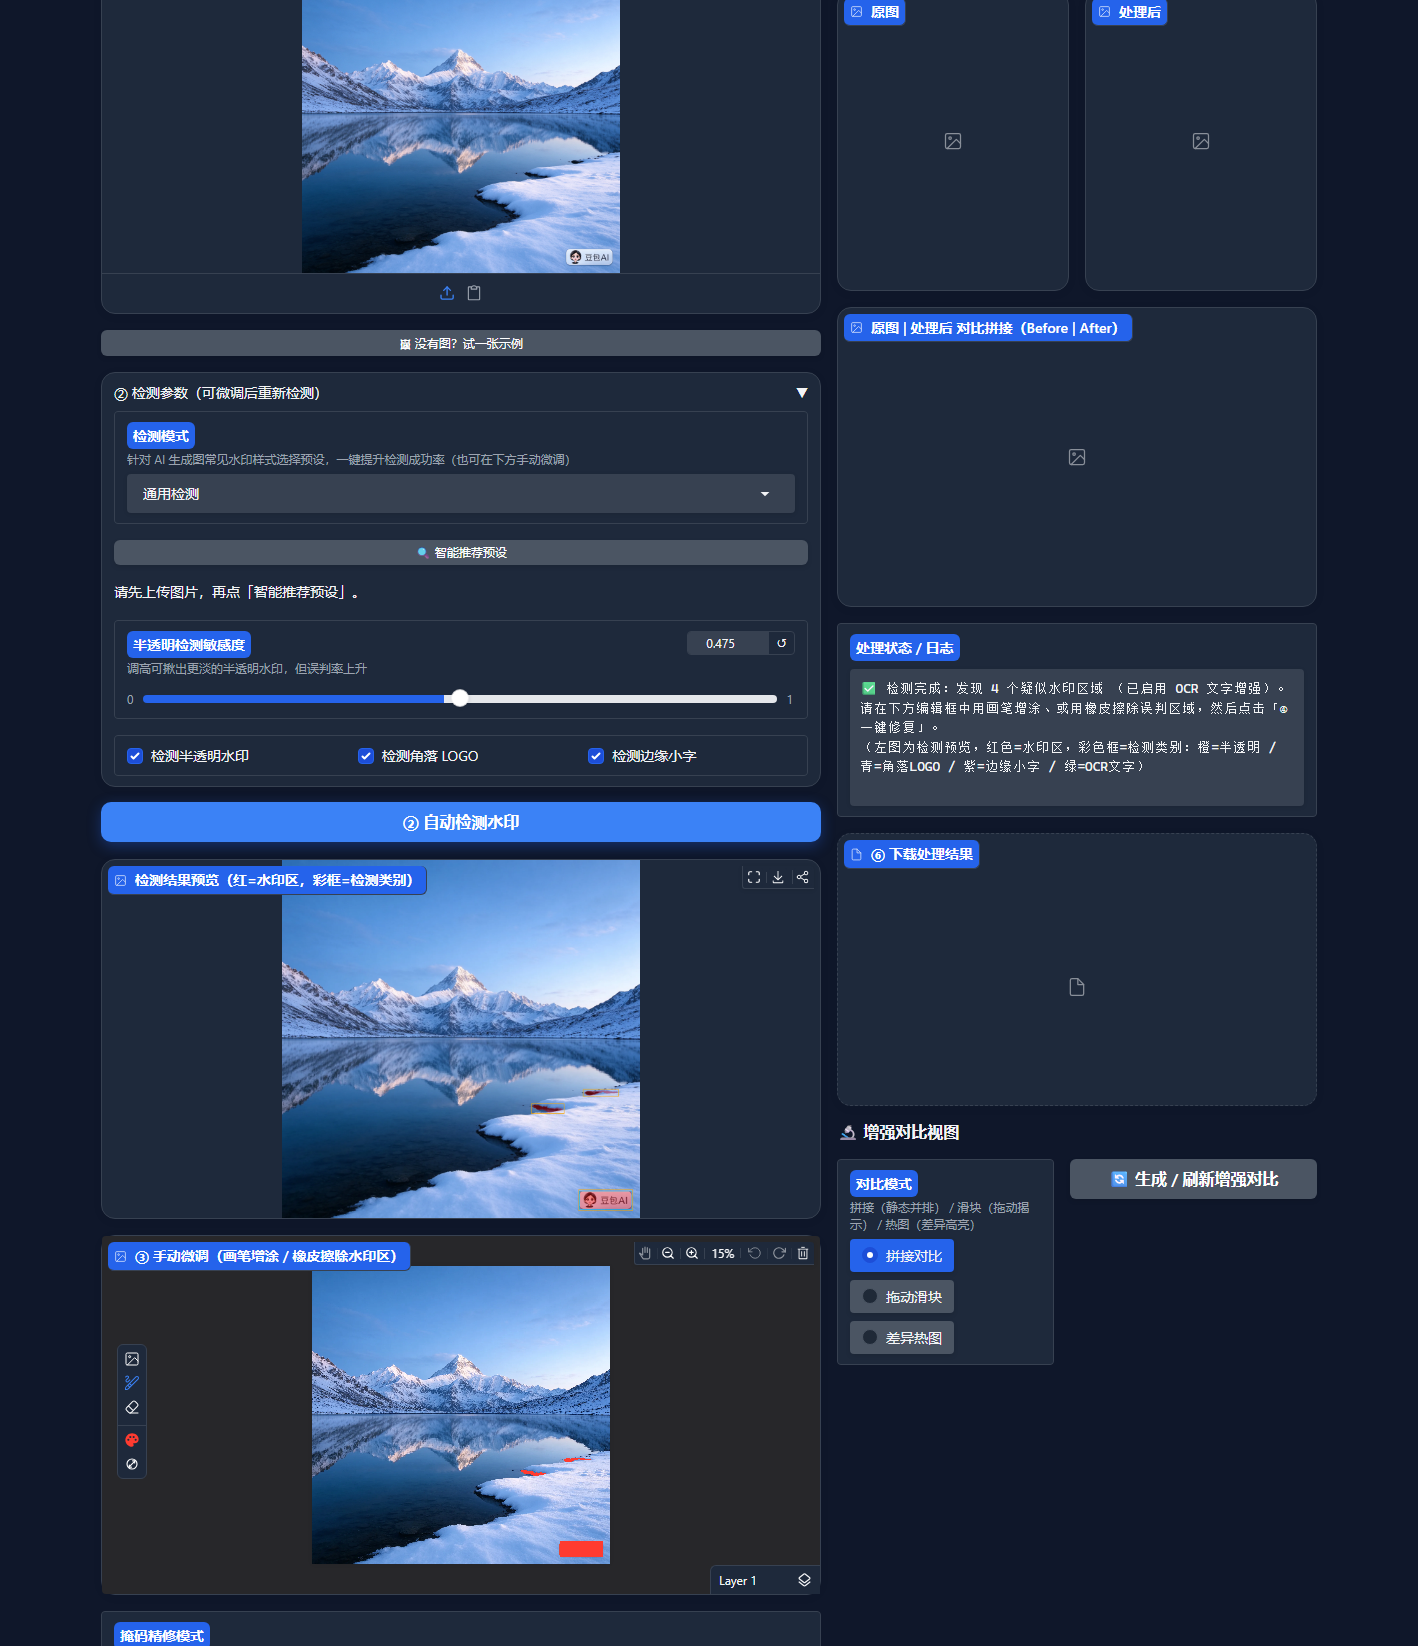 豆包AI
没有图？试一张示例
② 检测参数（可微调后重新检测）
检测模式
针对 AI 生成图常见水印样式选择预设，一键提升检测成功率（也可在下方手动微调）
通用检测
智能推荐预设
请先上传图片，再点「智能推荐预设」。
半透明检测敏感度
0.475
调高可揪出更淡的半透明水印，但误判率上升
0
1
检测半透明水印
检测角落 LOGO
检测边缘小字
② 自动检测水印
检测结果预览（红=水印区，彩框=检测类别）
豆包AI
③ 手动微调（画笔增涂 / 橡皮擦除水印区）
15%
Layer 1
掩码精修模式
原图
处理后
原图 | 处理后 对比拼接（Before | After）
处理状态 / 日志
检测完成：发现 4 个疑似水印区域 （已启用 OCR 文字增强）。
请在下方编辑框中用画笔增涂、或用橡皮擦除误判区域，然后点击「⑥
一键修复」。
（左图为检测预览，红色=水印区，彩色框=检测类别：橙=半透明 /
青=角落LOGO / 紫=边缘小字 / 绿=OCR文字）
⑥ 下载处理结果
增强对比视图
对比模式
拼接（静态并排） / 滑块（拖动揭
示） / 热图（差异高亮）
拼接对比
拖动滑块
差异热图
生成 / 刷新增强对比